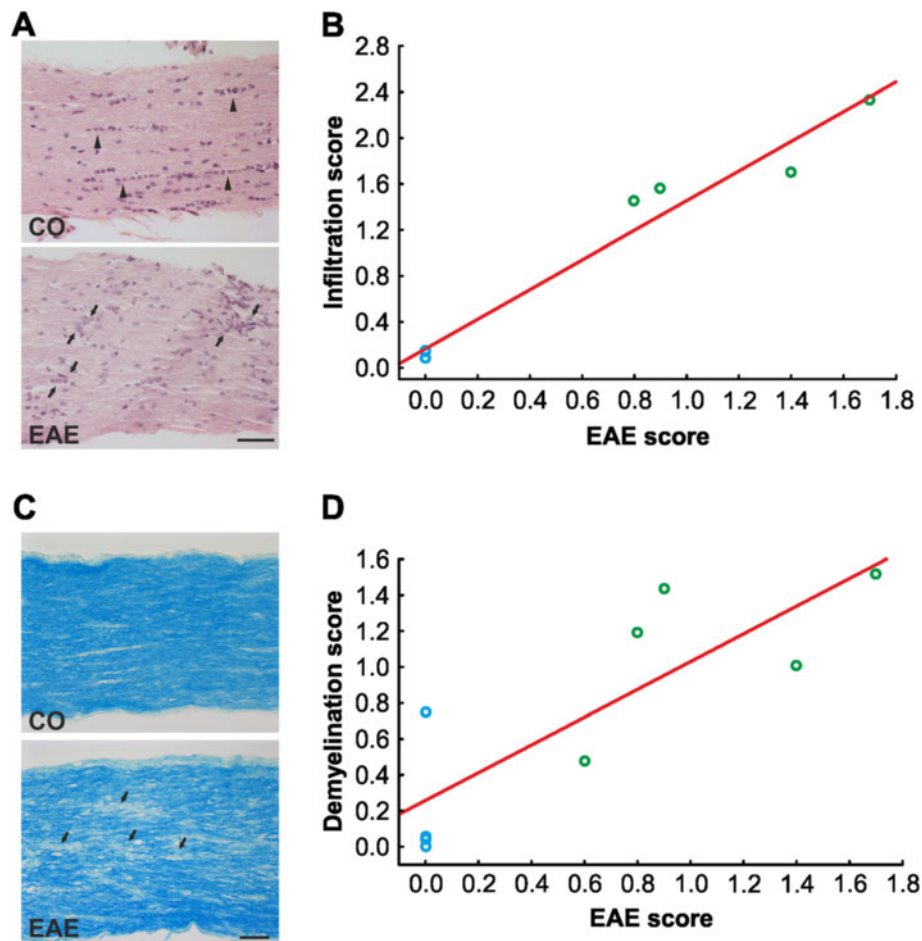 A
CO
EAE
B
Infiltration score
2.8
2.4
2.0
1.6
1.2
0.8
0.4
0.0
0.0 0.2 0.4 0.6 0.8 1.0 1.2 1.4 1.6 1.8
EAE score
C
CO
EAE
D
Demyelination score
1.6
1.4
1.2
1.0
0.8
0.6
0.4
0.2
0.0
0.0 0.2 0.4 0.6 0.8 1.0 1.2 1.4 1.6 1.8
EAE score